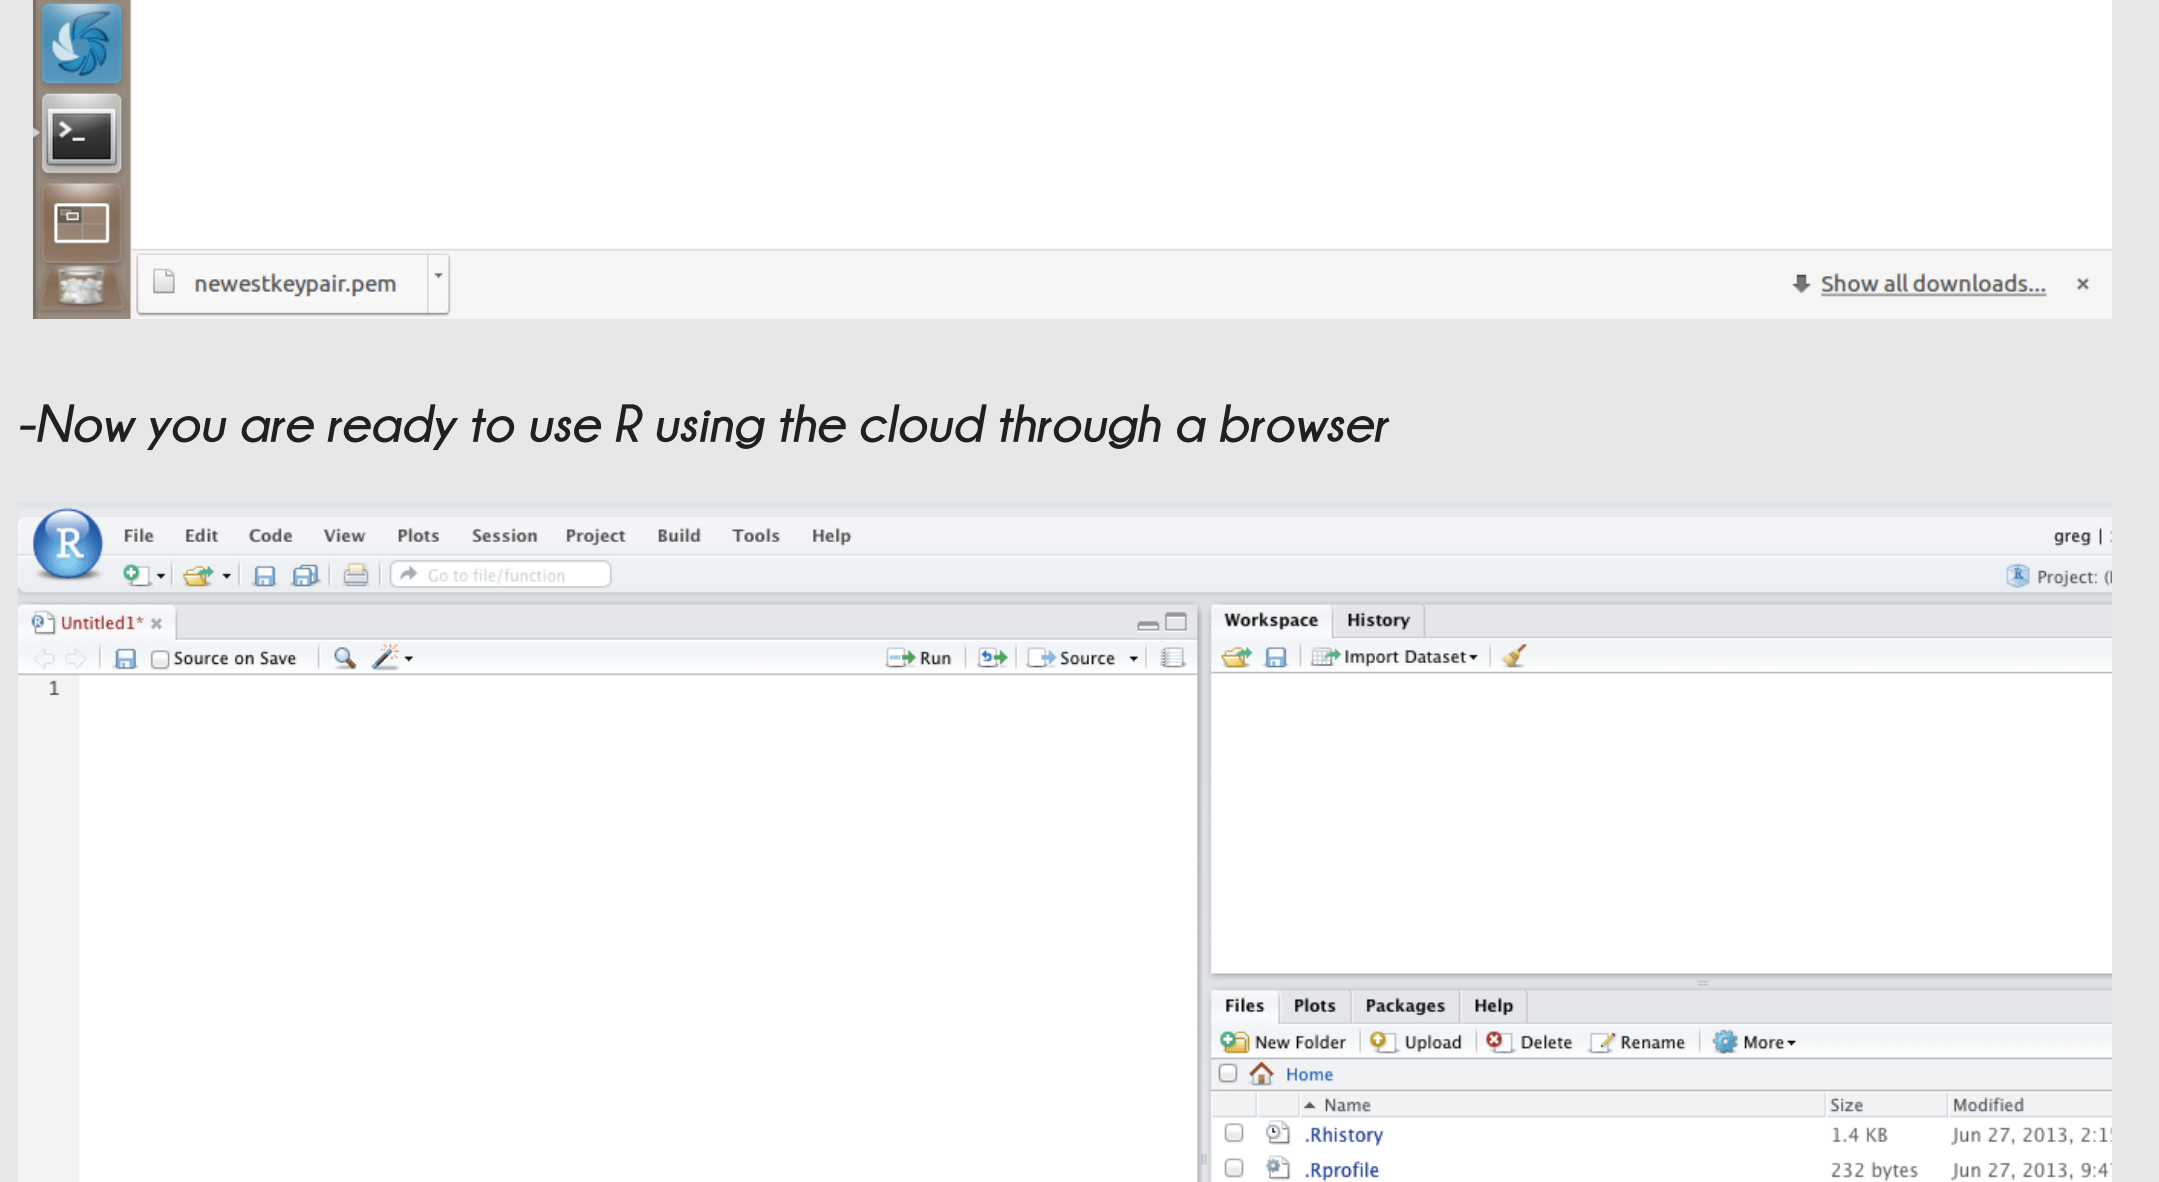 >_
newestkeypair.pem
Show all downloads... ×
-Now you are ready to use R using the cloud through a browser
R File Edit Code View Plots Session Project Build Tools Help
greg |
Go to file/function
Project: (
Untitled1* ×
Source on Save
Run Source
1
Workspace History
Import Dataset
Files Plots Packages Help
New Folder Upload Delete Rename More
Home
Name Size Modified
.Rhistory 1.4 KB Jun 27, 2013, 2:1
.Rprofile 232 bytes Jun 27, 2013, 9:4